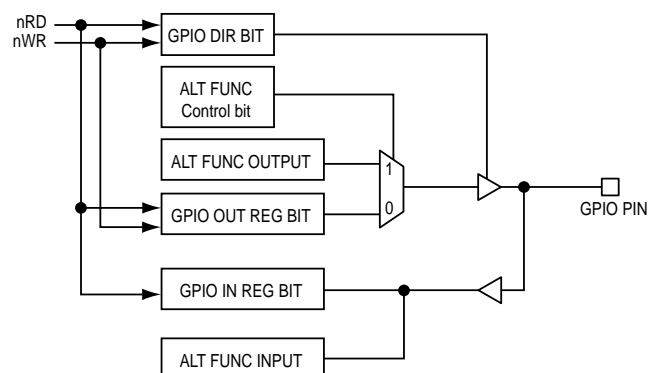 nRD
nWR
GPIO DIR BIT
ALT FUNC
Control bit
ALT FUNC OUTPUT
1
GPIO OUT REG BIT
0
GPIO PIN
GPIO IN REG BIT
ALT FUNC INPUT